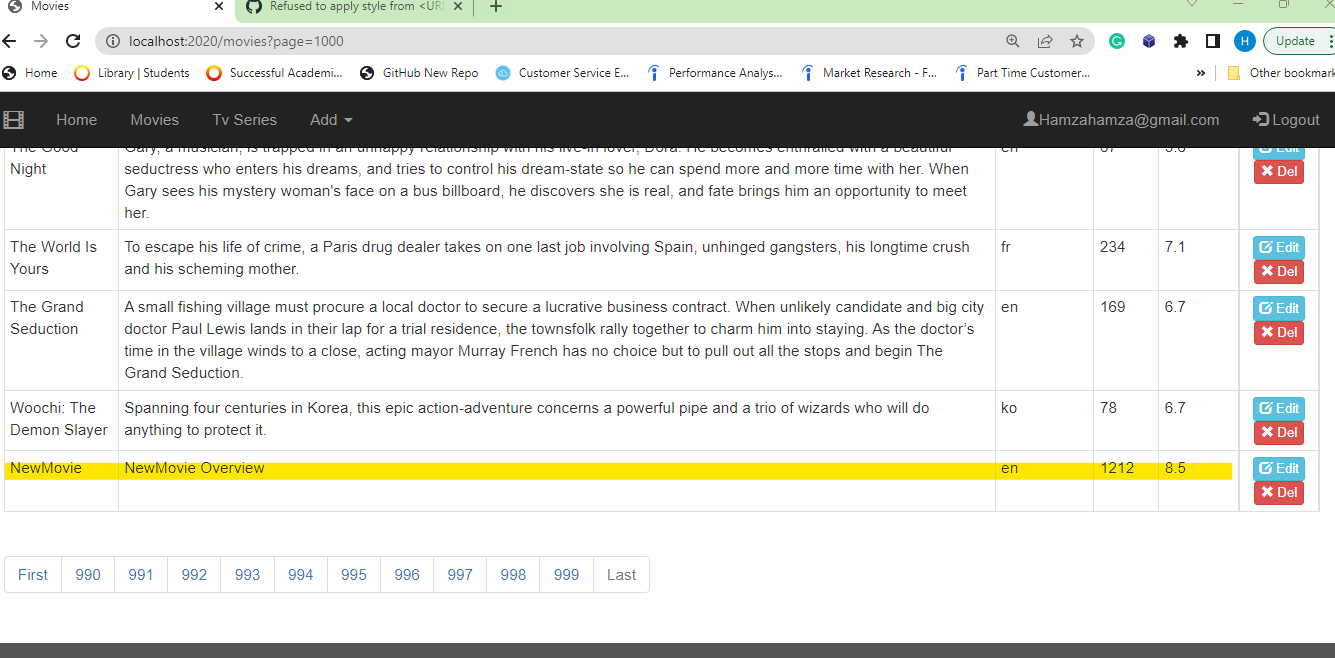 Movies
Refused to apply style from <URL
localhost:2020/movies?page=1000
H
Update
Home
Library | Students
Successful Academi...
GitHub New Repo
Customer Service E...
Performance Analys...
Market Research - F...
Part Time Customer...
»
Other bookmark
Home
Movies
Tv Series
Add
Hamzahamza@gmail.com
Logout
The Good
Night
Gary, a musician, is trapped in an unhappy relationship with his live-in lover, Dora. He becomes enthralled with a beautiful
seductress who enters his dreams, and tries to control his dream-state so he can spend more and more time with her. When
Gary sees his mystery woman's face on a bus billboard, he discovers she is real, and fate brings him an opportunity to meet
her.
en
Edit
Del
The World Is
Yours
To escape his life of crime, a Paris drug dealer takes on one last job involving Spain, unhinged gangsters, his longtime crush
and his scheming mother.
fr
234
7.1
Edit
Del
The Grand
Seduction
A small fishing village must procure a local doctor to secure a lucrative business contract. When unlikely candidate and big city
doctor Paul Lewis lands in their lap for a trial residence, the townsfolk rally together to charm him into staying. As the doctor’s
time in the village winds to a close, acting mayor Murray French has no choice but to pull out all the stops and begin The
Grand Seduction.
en
169
6.7
Edit
Del
Woochi: The
Demon Slayer
Spanning four centuries in Korea, this epic action-adventure concerns a powerful pipe and a trio of wizards who will do
anything to protect it.
ko
78
6.7
Edit
Del
NewMovie
NewMovie Overview
en
1212
8.5
Edit
Del
First
990
991
992
993
994
995
996
997
998
999
Last